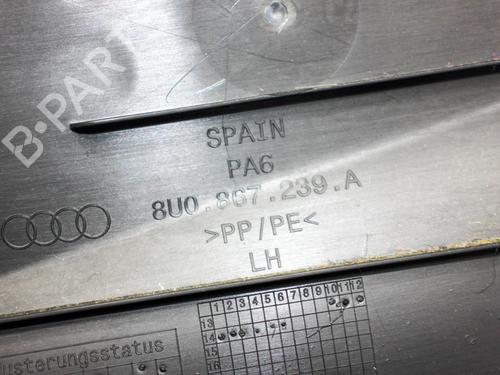 B-PART
SPAIN
PA6
8U0.867.239.A
>PP/PE<
LH
1 2 3 4 5 6 7 8 9 10 11 12
13
14
15
16
usterungsstatus